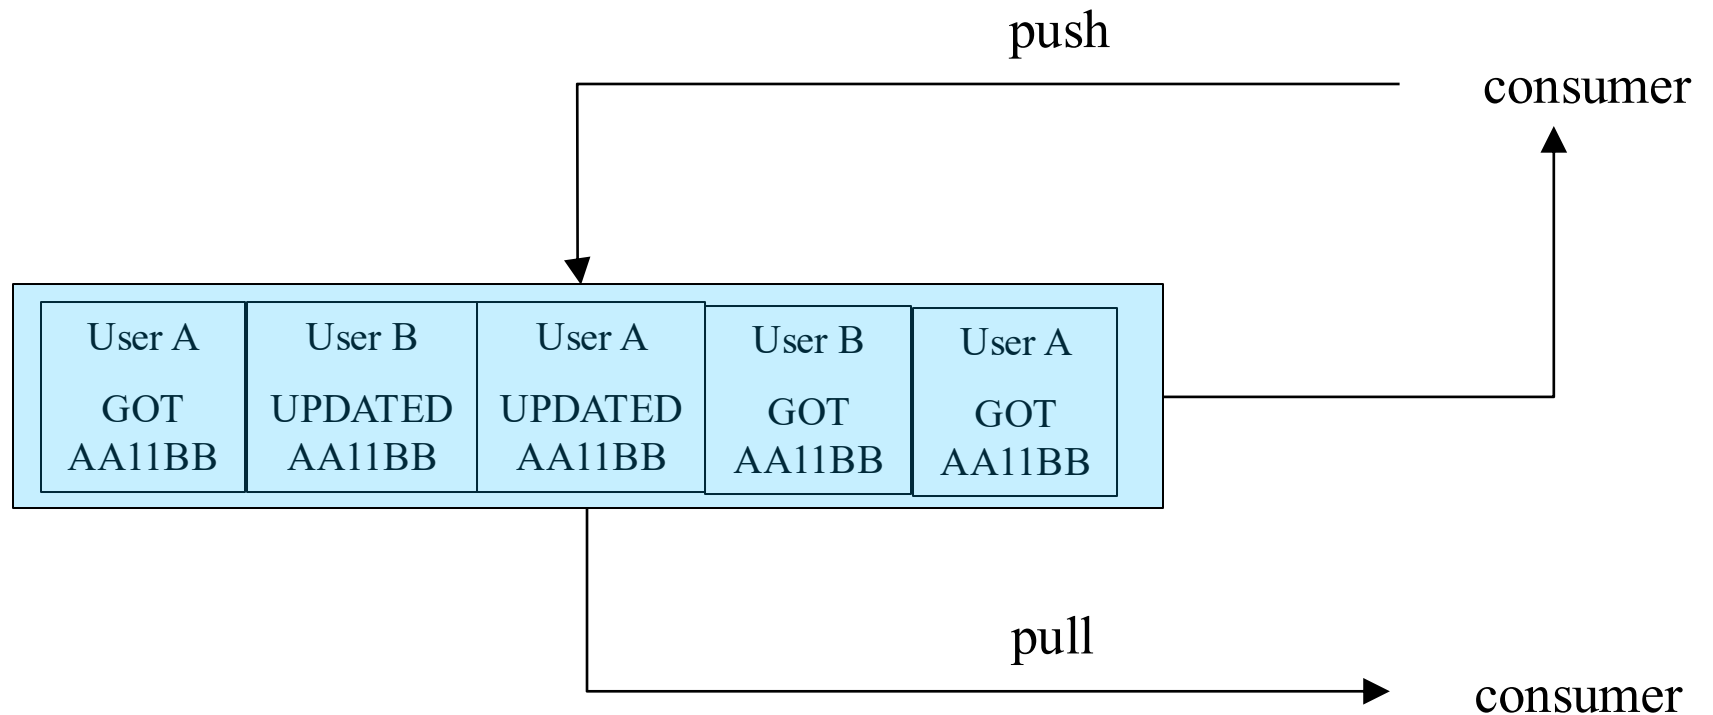 push
consumer
User A
GOT
AA11BB
User B
UPDATED
AA11BB
User A
UPDATED
AA11BB
User B
GOT
AA11BB
User A
GOT
AA11BB
pull
consumer